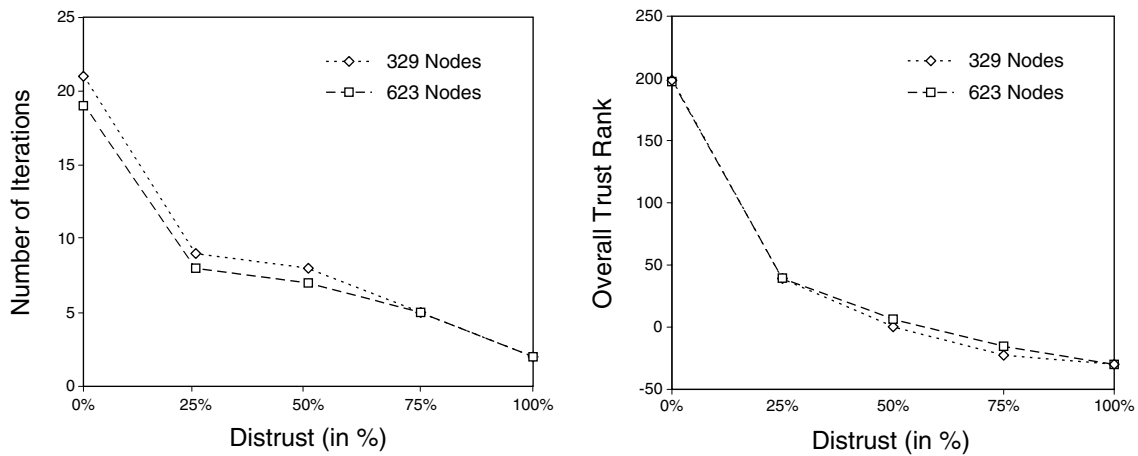 25
20
15
10
5
0
Number of Iterations
329 Nodes
623 Nodes
0%
25%
50%
75%
100%
Distrust (in %)
250
200
150
100
50
0
-50
Overall Trust Rank
329 Nodes
623 Nodes
0%
25%
50%
75%
100%
Distrust (in %)